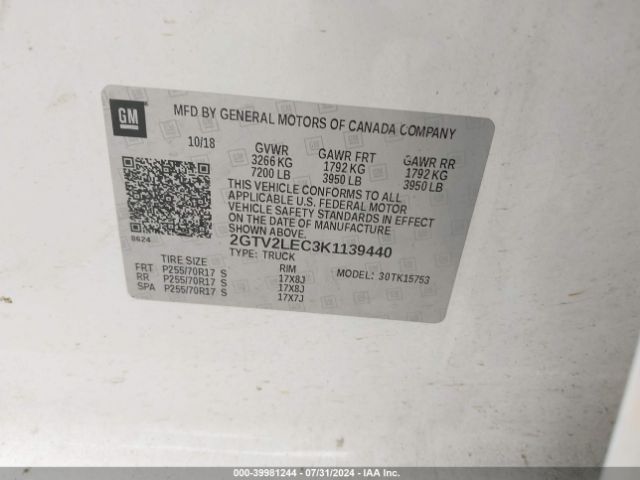 GM
MFD BY GENERAL MOTORS OF CANADA COMPANY
10/18 GVWR GAWR FRT GAWR RR
3266 KG 1792 KG 1792 KG
7200 LB 3950 LB 3950 LB
THIS VEHICLE CONFORMS TO ALL
APPLICABLE U.S. FEDERAL MOTOR
VEHICLE SAFETY STANDARDS IN EFFECT
ON THE DATE OF MANUFACTURE
SHOWN ABOVE.
0624 2GTV2LEC3K1139440
TYPE: TRUCK
TIRE SIZE RIM MODEL: 30TK15753
FRT P255/70R17 S 17X8J
RR P255/70R17 S 17X8J
SPA P255/70R17 S 17X7J
000-39981244 - 07/31/2024 - IAA Inc.